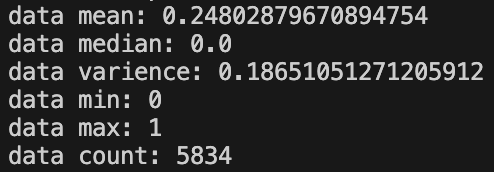 data mean: 0.24802879670894754
data median: 0.0
data varience: 0.18651051271205912
data min: 0
data max: 1
data count: 5834